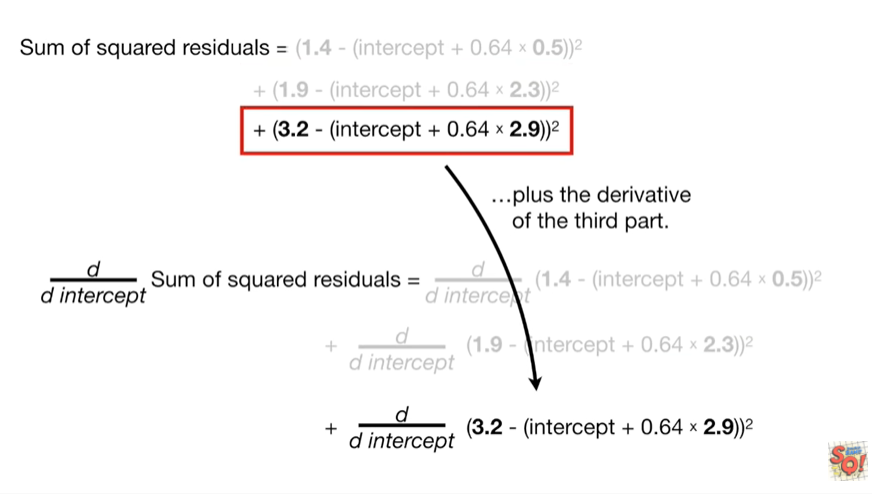 Sum of squared residuals = (1.4 - (intercept + 0.64 × 0.5))²
+ (1.9 - (intercept + 0.64 × 2.3))²
+ (3.2 - (intercept + 0.64 × 2.9))²
…plus the derivative
of the third part.
d
d intercept
Sum of squared residuals =
d
d intercept
(1.4 - (intercept + 0.64 × 0.5))²
+
d
d intercept
(1.9 - (intercept + 0.64 × 2.3))²
+
d
d intercept
(3.2 - (intercept + 0.64 × 2.9))²
SQ!